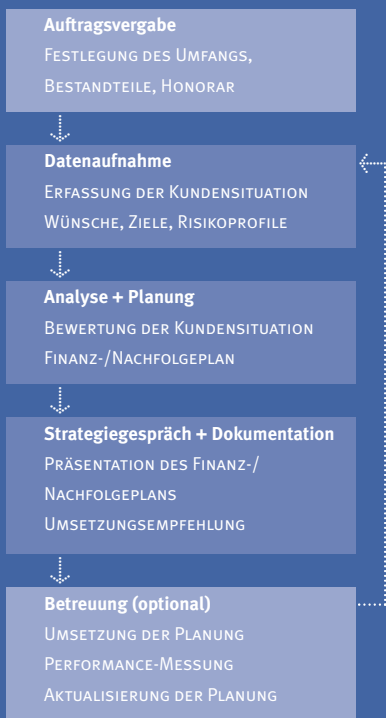 Auftragsvergabe
Festlegung des Umfangs,
Bestandteile, Honorar
Datenaufnahme
Erfassung der Kundensituation
Wünsche, Ziele, Risikoprofile
Analyse + Planung
Bewertung der Kundensituation
Finanz-/Nachfolgeplan
Strategiegespräch + Dokumentation
Präsentation des Finanz-/
Nachfolgeplans
Umsetzungsempfehlung
Betreuung (optional)
Umsetzung der Planung
Performance-Messung
Aktualisierung der Planung